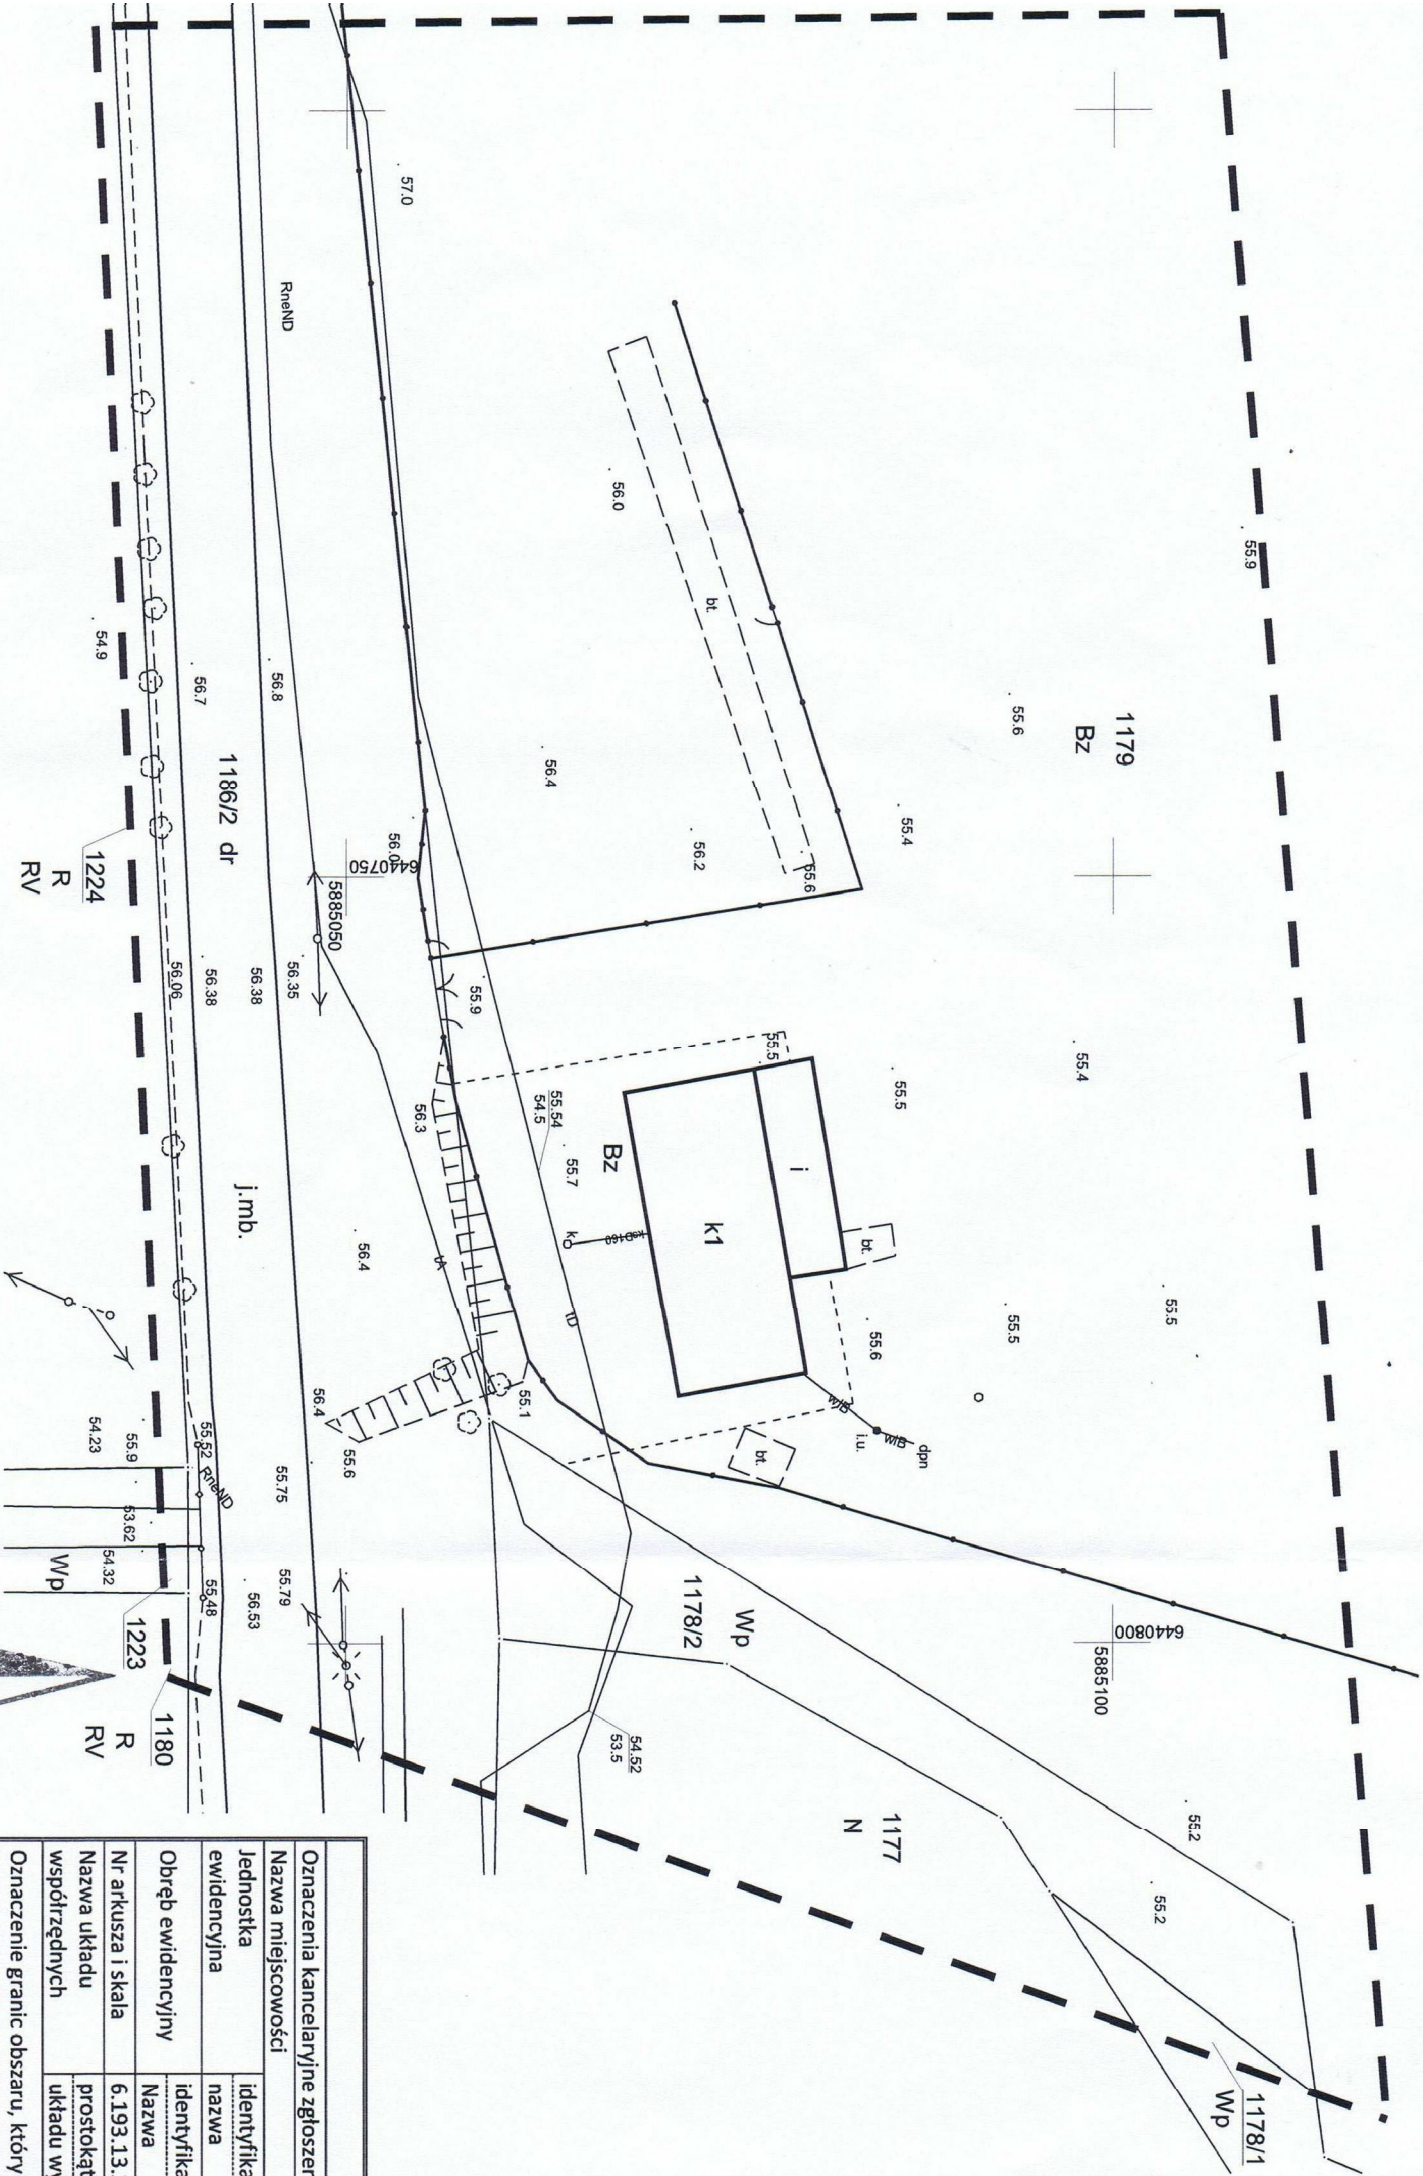 55.9
1179
Bz
55.6
55.4
55.4
57.0
56.0
bt.
56.4
56.2
55.6
RneND
56.8
56.7
54.9
1186/2 dr
1224
R
RV
56.0
6440750
5885050
56.35
56.38
56.38
56.06
55.9
56.3
55.54
54.5
55.7
Bz
55.5
55.5
i
k1
bt.
ksD160
k
tA
tD
j.mb.
56.4
55.6
55.5
55.5
wB
wB
dpn
i.u.
bt.
55.1
56.4
55.6
55.75
55.79
56.53
55.52
RneND
55.48
55.9
54.23
53.62
54.32
Wp
1223
1180
R
RV
Wp
1178/2
54.52
53.5
6440800
5885100
1177
N
55.2
55.2
1178/1
Wp
Oznaczenia kancelaryjne zgłoszen
Nazwa miejscowości
Jednostka ewidencyjna
identyfika
nazwa
Obręb ewidencyjny
identyfika
Nazwa
Nr arkusza i skala
6.193.13.
Nazwa układu współrzędnych
prostokąt
układu wy
Oznaczenie granic obszaru, który